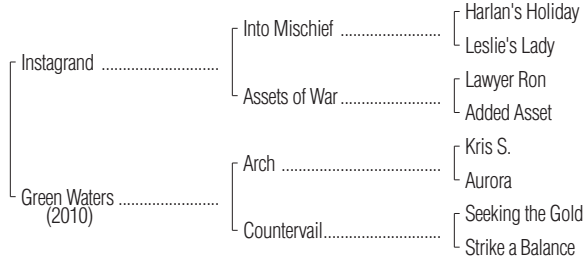 Harlan's Holiday
Into Mischief ....................
Leslie's Lady
Instagrand ........................
Lawyer Ron
Assets of War ....................
Added Asset
Kris S.
Arch ................................
Aurora
Green Waters ....................
(2010)
Seeking the Gold
Countervail........................
Strike a Balance